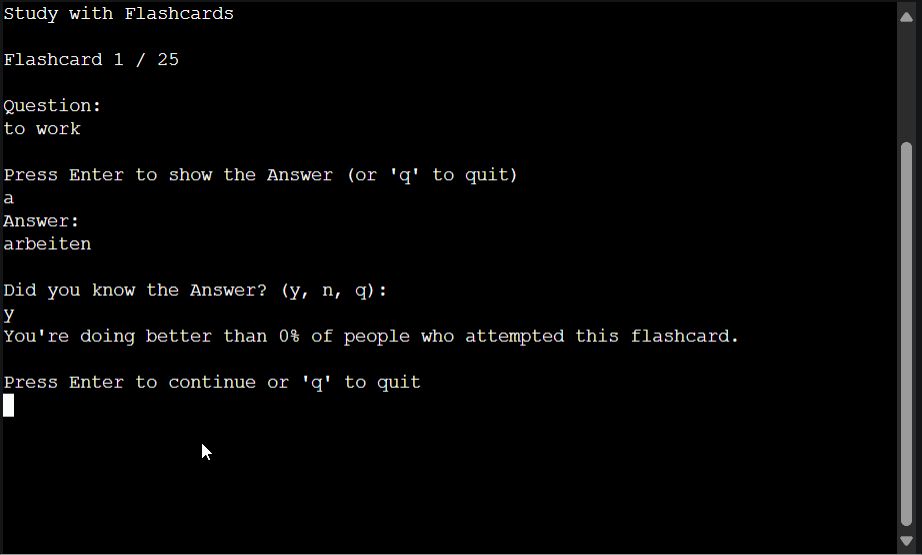 Study with Flashcards
Flashcard 1 / 25
Question:
to work
Press Enter to show the Answer (or 'q' to quit)
a
Answer:
arbeiten
Did you know the Answer? (y, n, q):
y
You're doing better than 0% of people who attempted this flashcard.
Press Enter to continue or 'q' to quit